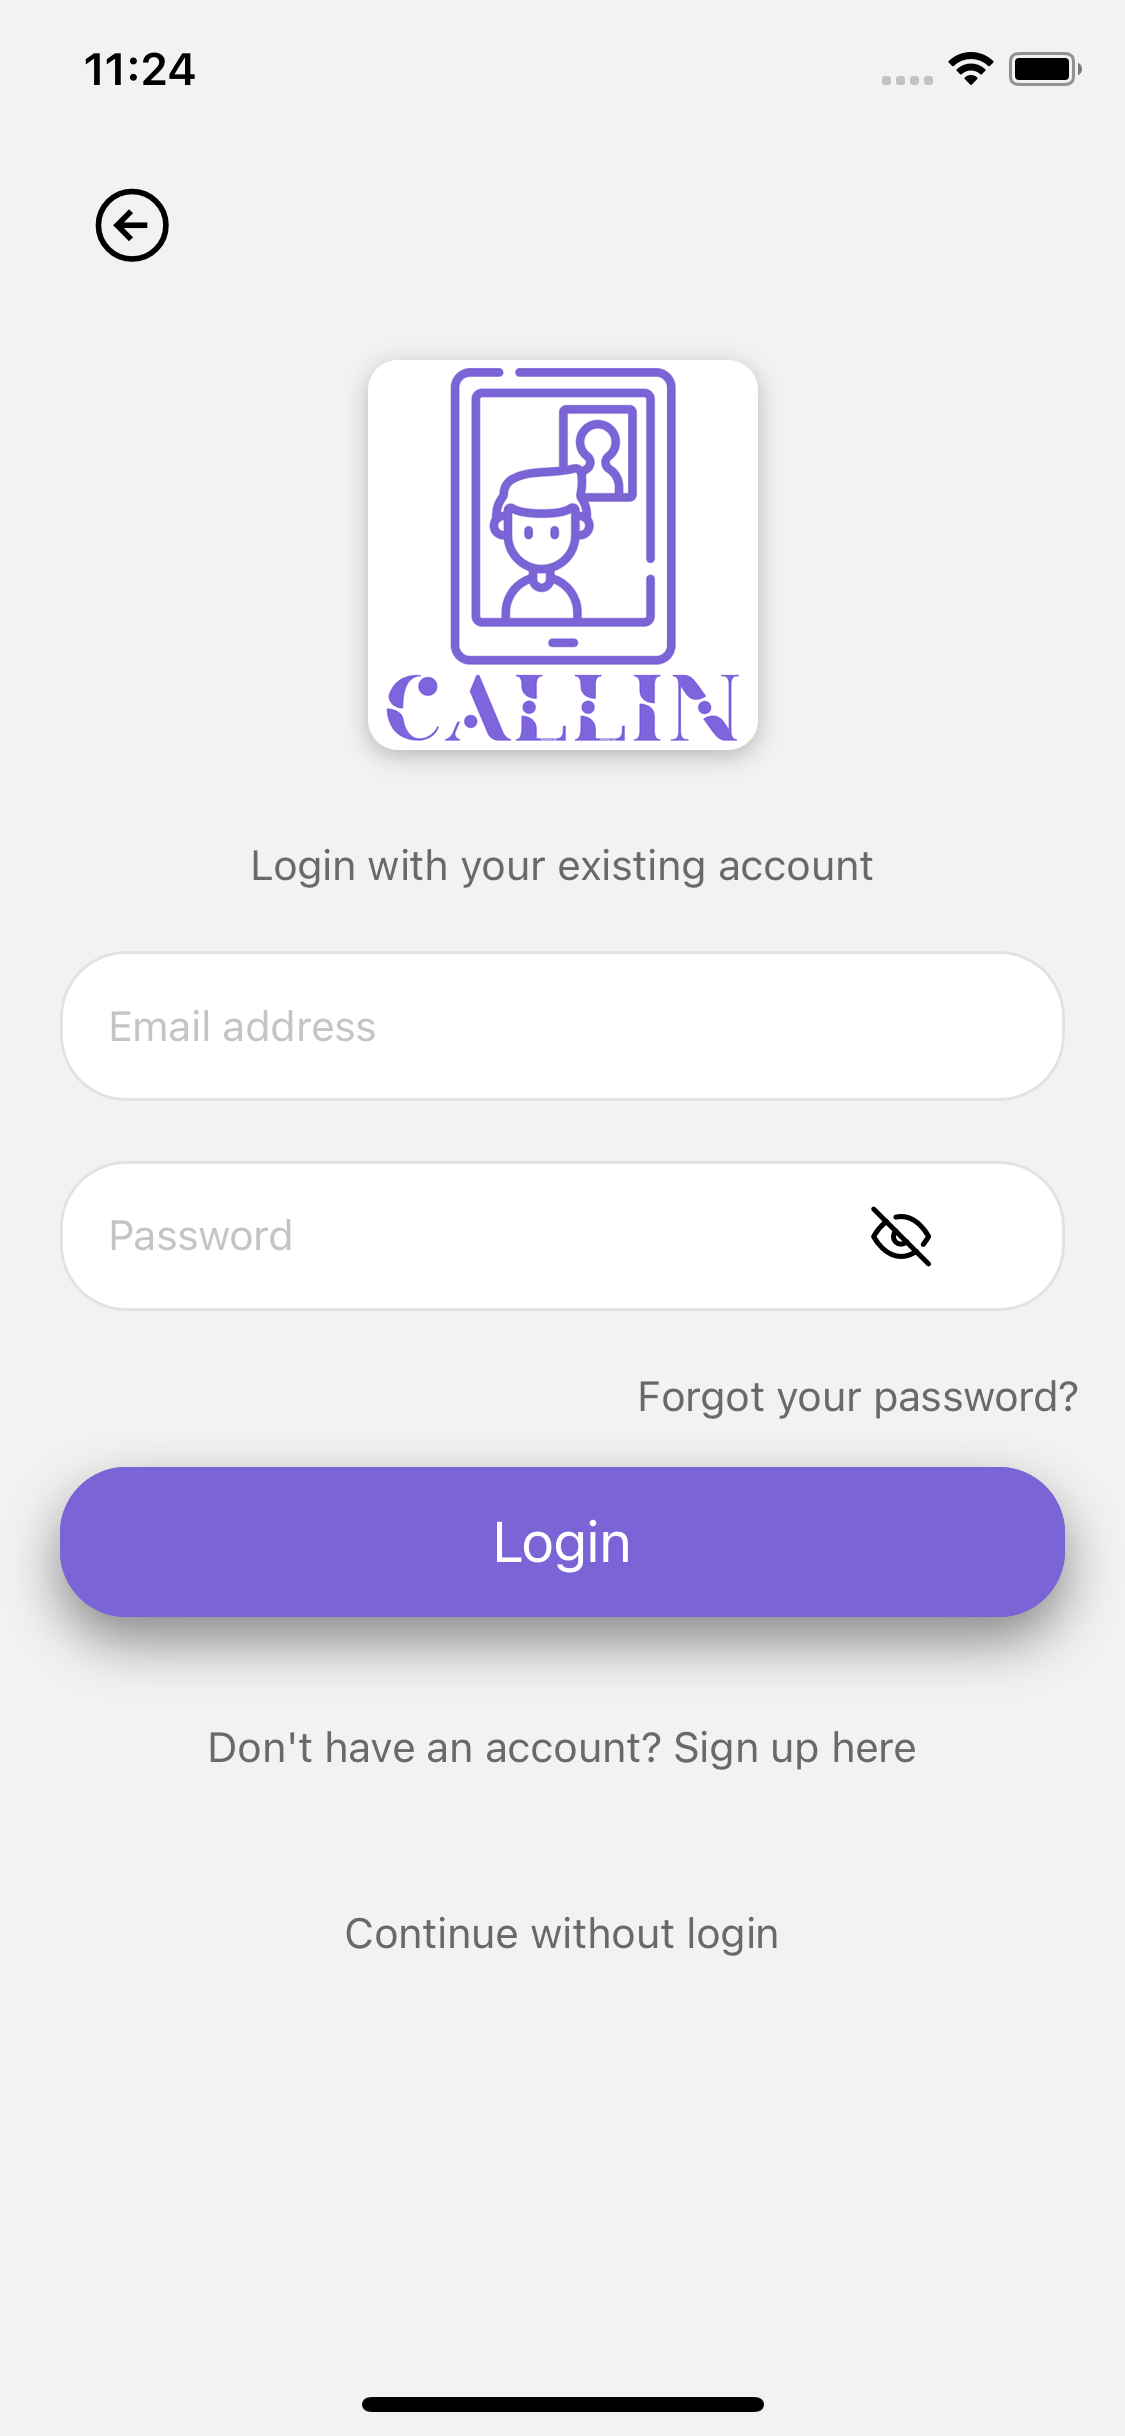 11:24
CALLIN
Login with your existing account
Email address
Password
Forgot your password?
Login
Don't have an account? Sign up here
Continue without login